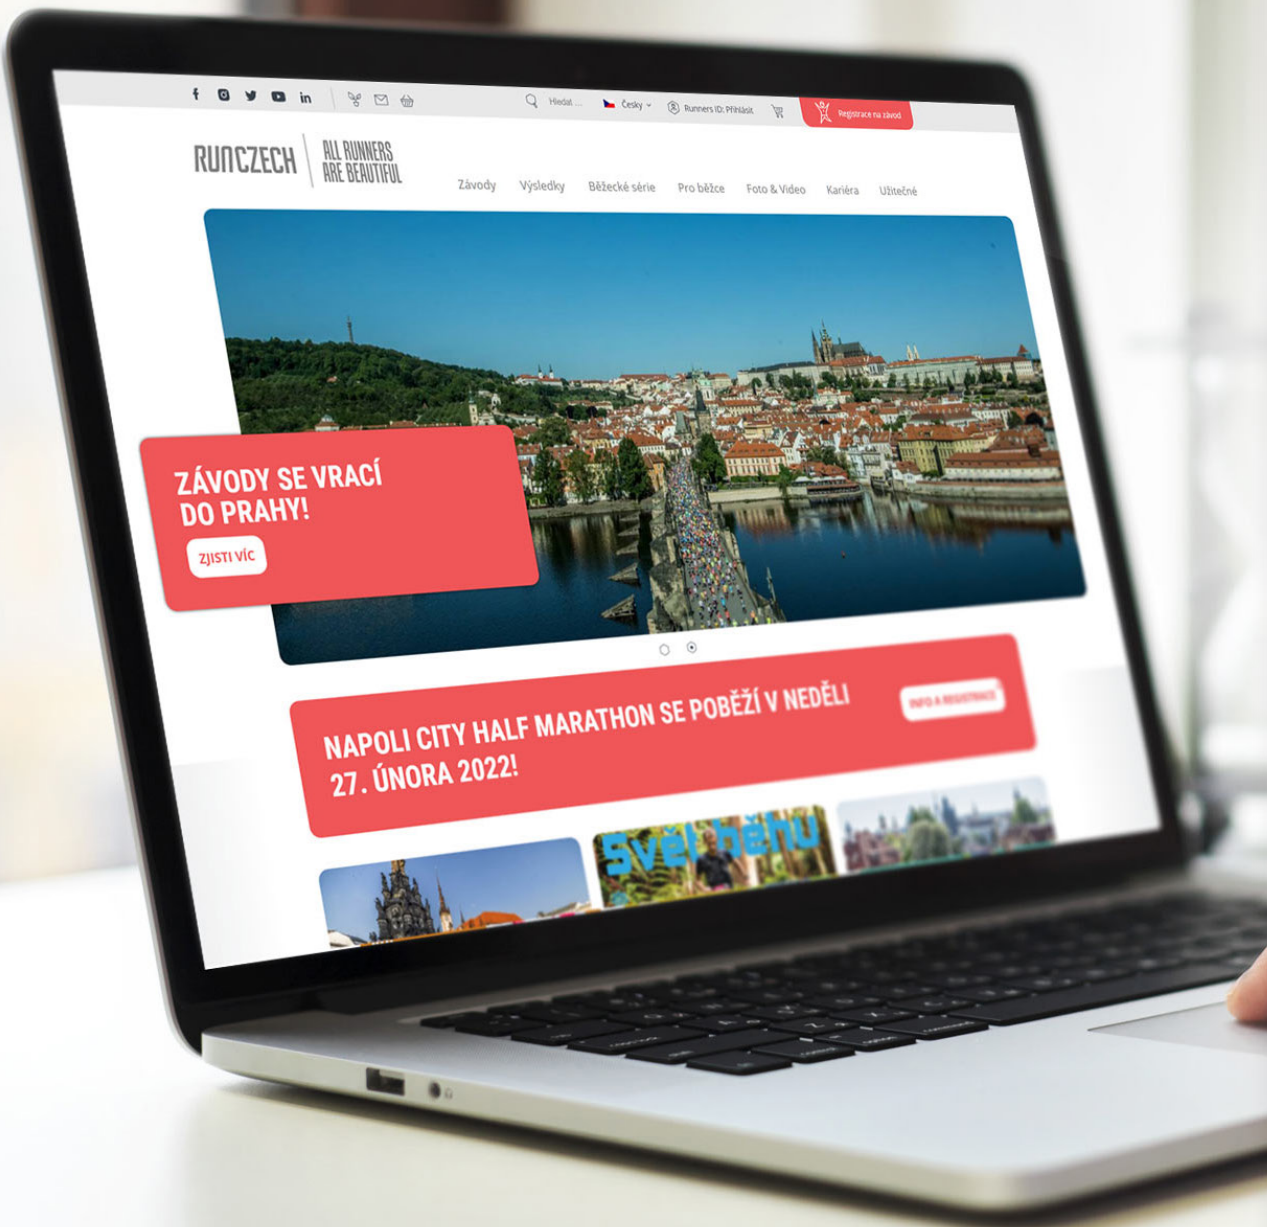 Hledat ...
Česky
Runners ID: Přihlásit
Registrace na závod
RUNCZECH
ALL RUNNERS
ARE BEAUTIFUL
Závody
Výsledky
Běžecké série
Pro běžce
Foto & Video
Kariéra
Užitečné
ZÁVODY SE VRACÍ
DO PRAHY!
ZJISTI VÍC
NAPOLI CITY HALF MARATHON SE POBĚŽÍ V NEDĚLI
27. ÚNORA 2022!
INFO A REGISTRACE
Svět běhu